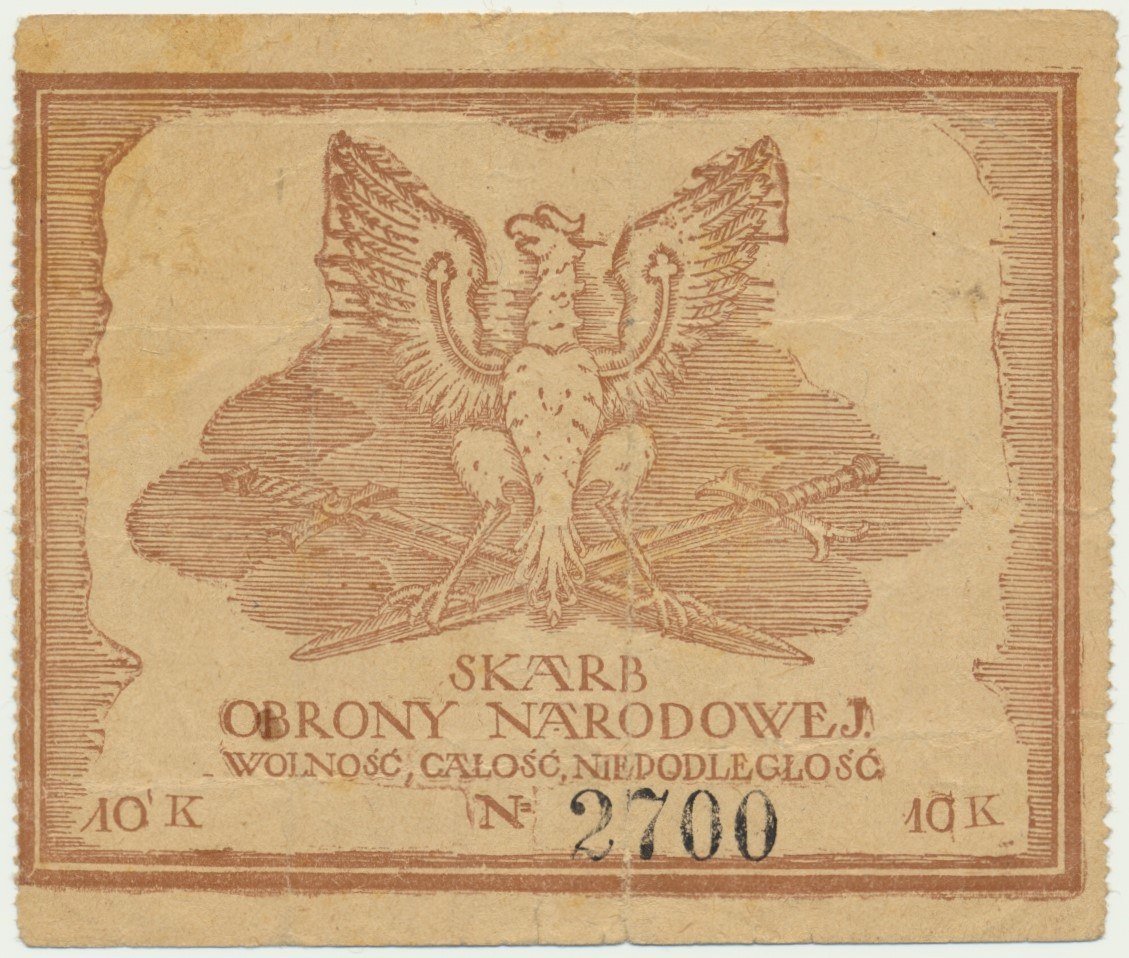 SKARB
OBRONY NARODOWEJ.
WOLNOŚĆ, CAŁOŚĆ, NIEPODLEGŁOŚĆ
10 K No 2700 10 K